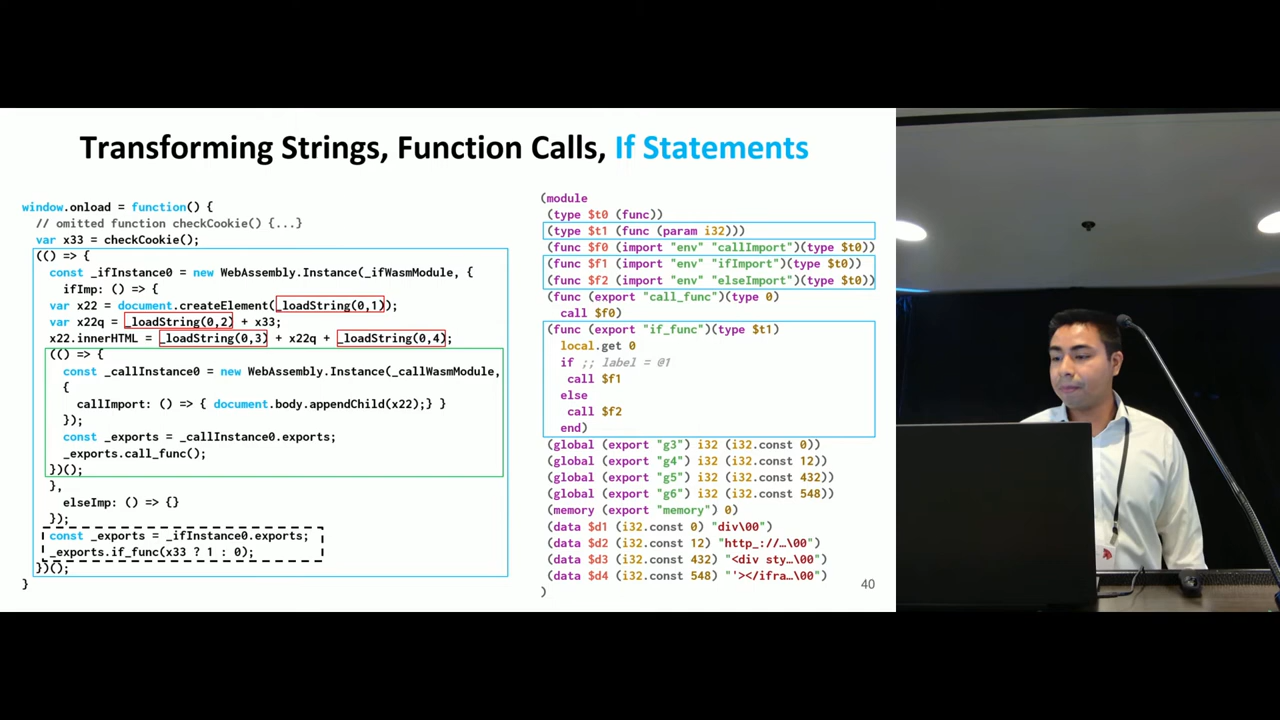 Transforming Strings, Function Calls, If Statements
window.onload = function() {
// omitted function checkCookie() {...}
var x33 = checkCookie();
(() => {
const _ifInstance0 = new WebAssembly.Instance(_ifWasmModule, {
ifImp: () => {
var x22 = document.createElement(_loadString(0,1));
var x22q = _loadString(0,2) + x33;
x22.innerHTML = _loadString(0,3) + x22q + _loadString(0,4);
(() => {
const _callInstance0 = new WebAssembly.Instance(_callWasmModule,
{
callImport: () => { document.body.appendChild(x22);} }
});
const _exports = _callInstance0.exports;
_exports.call_func();
})();
},
elseImp: () => {}
});
const _exports = _ifInstance0.exports;
_exports.if_func(x33 ? 1 : 0);
})();
}
(module
(type $t0 (func))
(type $t1 (func (param i32)))
(func $f0 (import "env" "callImport")(type $t0))
(func $f1 (import "env" "ifImport")(type $t0))
(func $f2 (import "env" "elseImport")(type $t0))
(func (export "call_func")(type 0)
call $f0)
(func (export "if_func")(type $t1)
local.get 0
if ;; label = @1
call $f1
else
call $f2
end)
(global (export "g3") i32 (i32.const 0))
(global (export "g4") i32 (i32.const 12))
(global (export "g5") i32 (i32.const 432))
(global (export "g6") i32 (i32.const 548))
(memory (export "memory") 0)
(data $d1 (i32.const 0) "div\00")
(data $d2 (i32.const 12) "http_://…\00")
(data $d3 (i32.const 432) "<div sty…\00")
(data $d4 (i32.const 548) "'></ifra…\00")
)
40